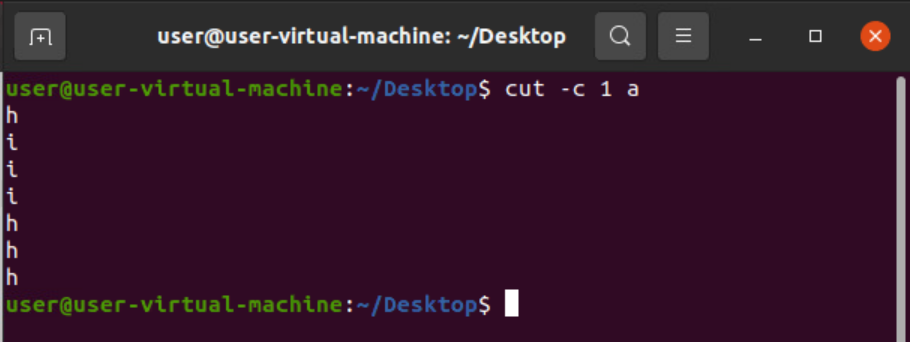 user@user-virtual-machine: ~/Desktop
user@user-virtual-machine:~/Desktop$ cut -c 1 a
h
i
i
i
h
h
h
user@user-virtual-machine:~/Desktop$